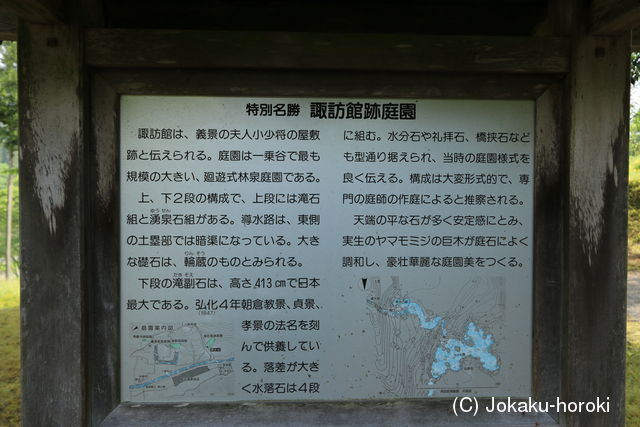 特別名勝 諏訪館跡庭園
諏訪館は、義景の夫人小少将の屋敷
跡と伝えられる。庭園は一乗谷で最も
規模の大きい、廻遊式林泉庭園である。
上、下2段の構成で、上段には滝石
組と湧泉石組がある。導水路は、東側
の土塁部では暗渠になっている。大き
な礎石は、輪蔵のものとみられる。
下段の滝副石は、高さ413cmで日本
最大である。弘化4年朝倉教景、貞景、
(1847)
孝景の法名を刻
んで供養してい
る。落差が大き
く水落石は4段
に組む。水分石や礼拝石、橋挟石など
も型通り据えられ、当時の庭園様式を
良く伝える。構成は大変形式的で、専
門の庭師の作庭によると推察される。
天端の平な石が多く安定感にとみ、
実生のヤマモミジの巨木が庭石によく
調和し、豪壮華麗な庭園美をつくる。
庭園案内図
(C) Jokaku-horoki